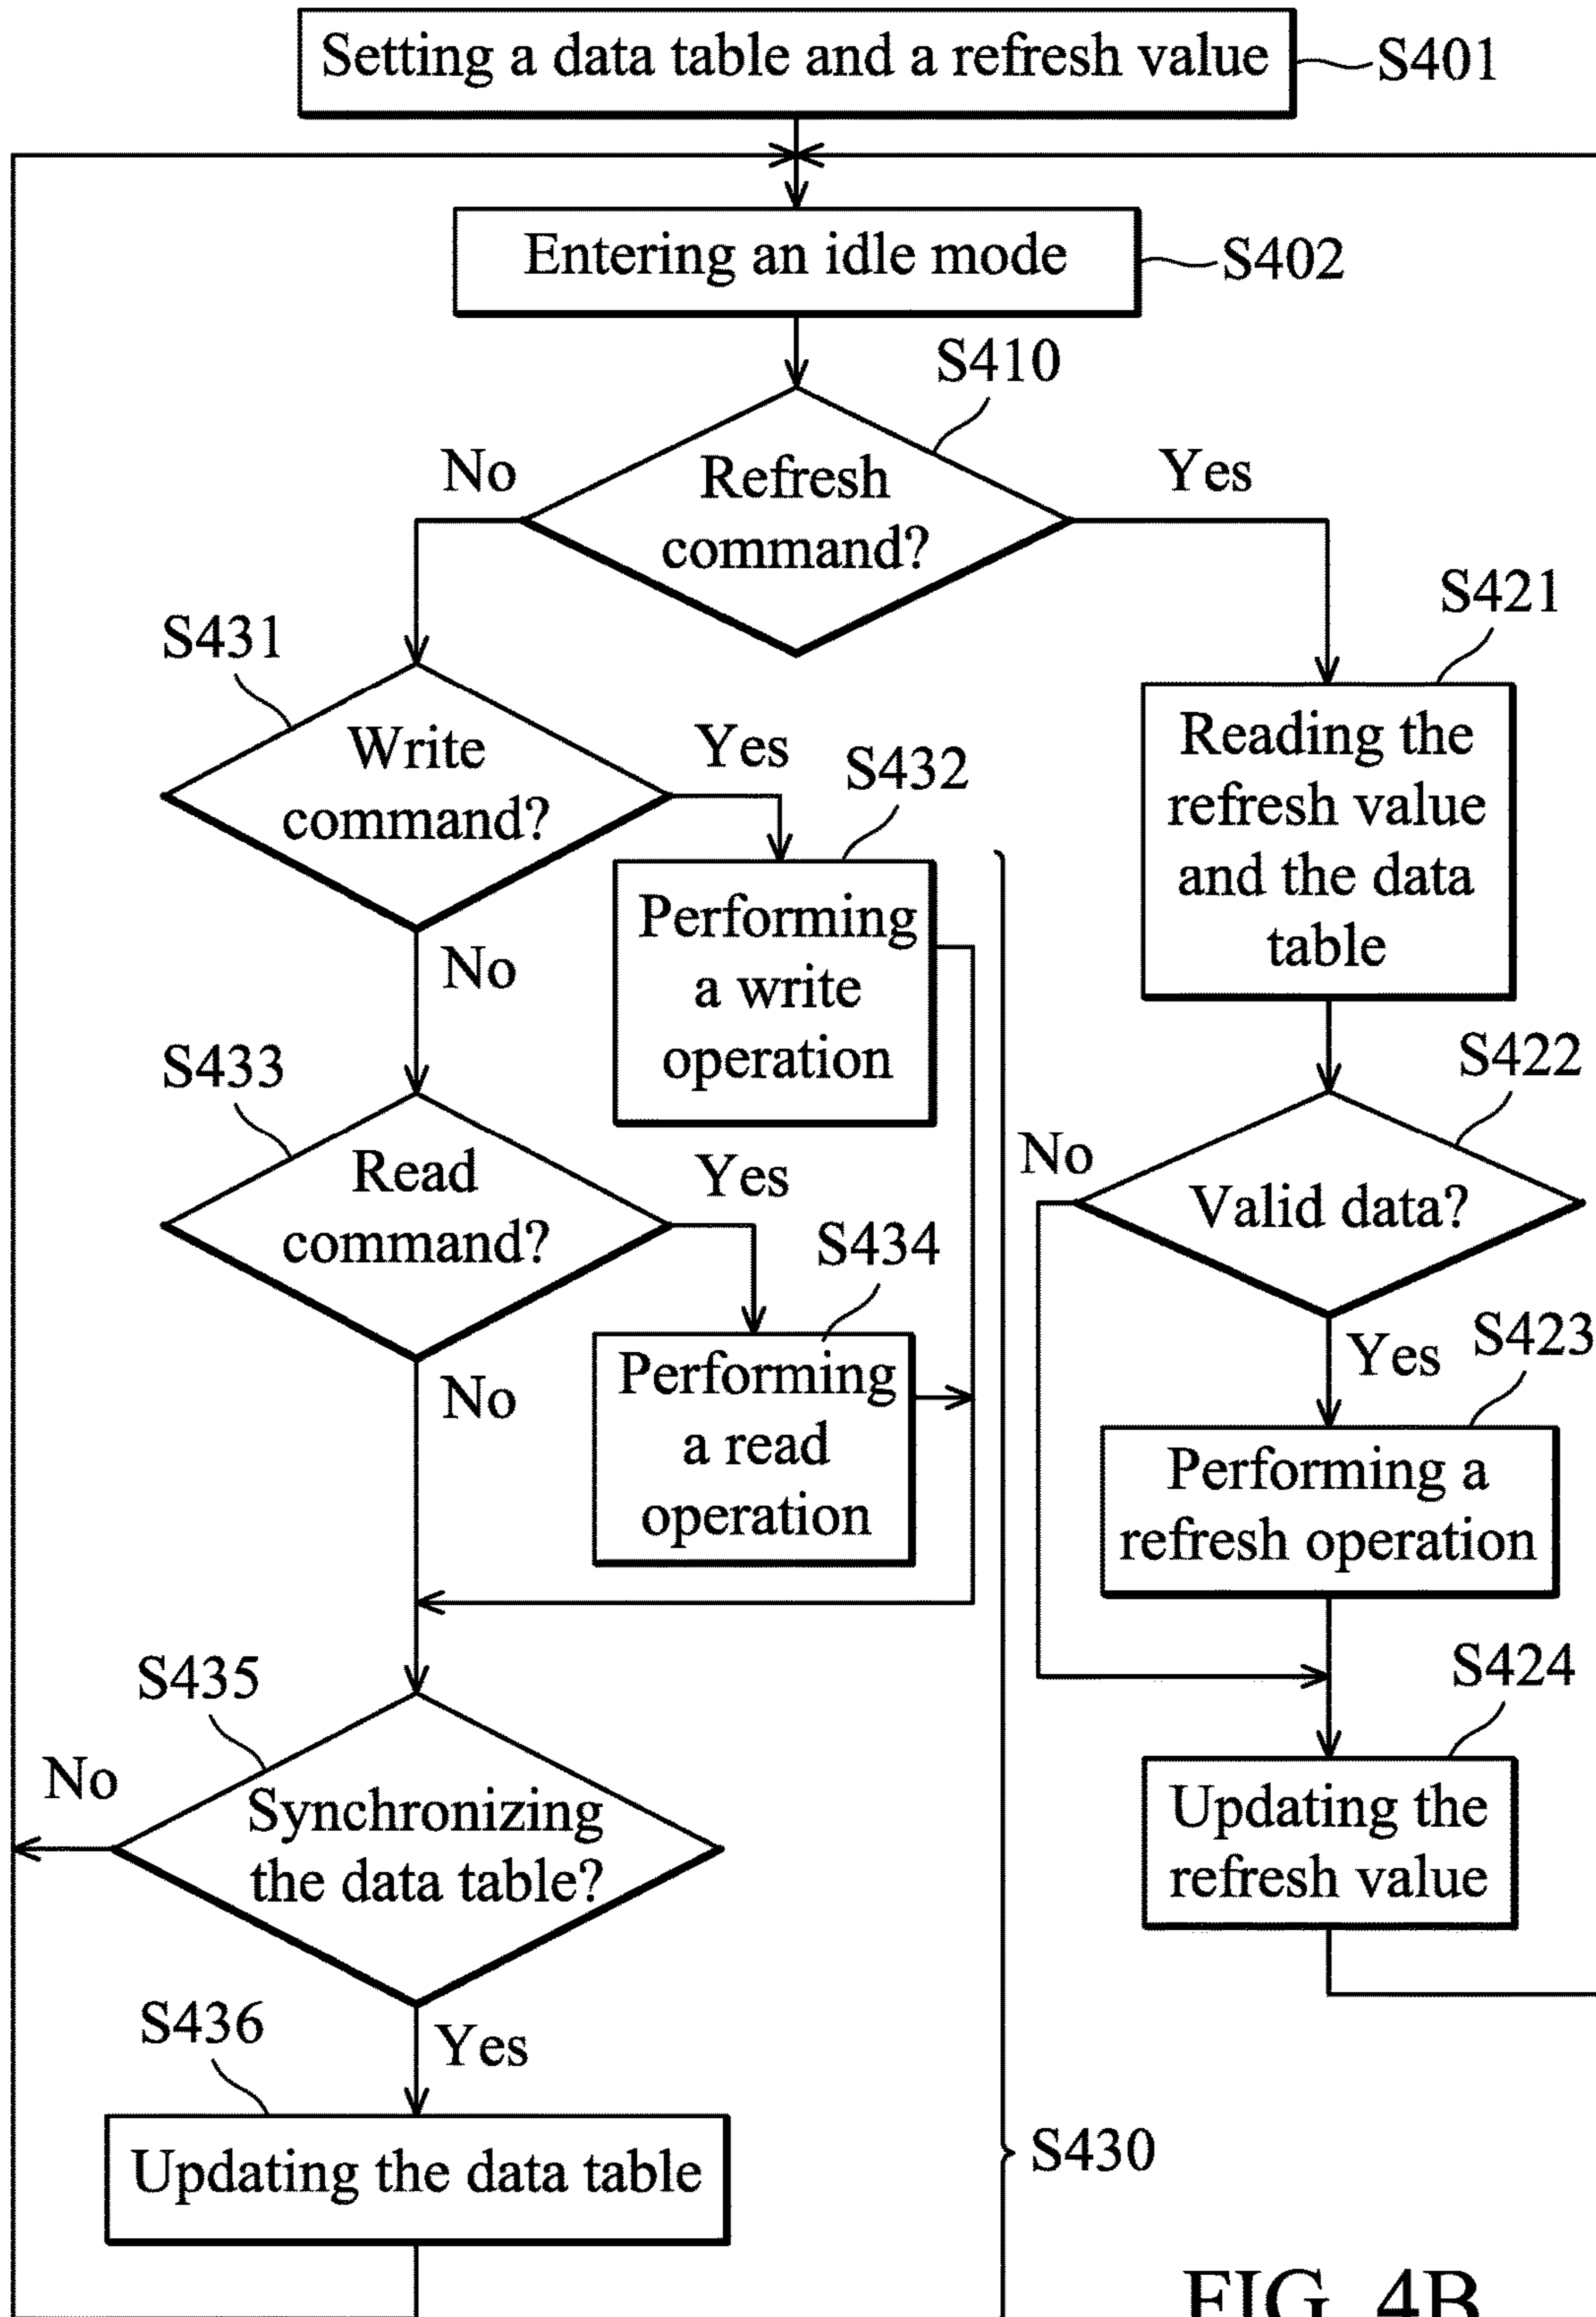 Setting a data table and a refresh value
S401
Entering an idle mode
S402
S410
No
Refresh
command?
Yes
S431
Write
command?
Yes
S432
Performing
a write
operation
No
S421
Reading the
refresh value
and the data
table
S433
Read
command?
Yes
S434
Performing
a read
operation
No
S422
No
Valid data?
Yes
S423
Performing a
refresh operation
S424
Updating the
refresh value
S435
No
Synchronizing
the data table?
Yes
S436
Updating the data table
S430
FIG. 4B